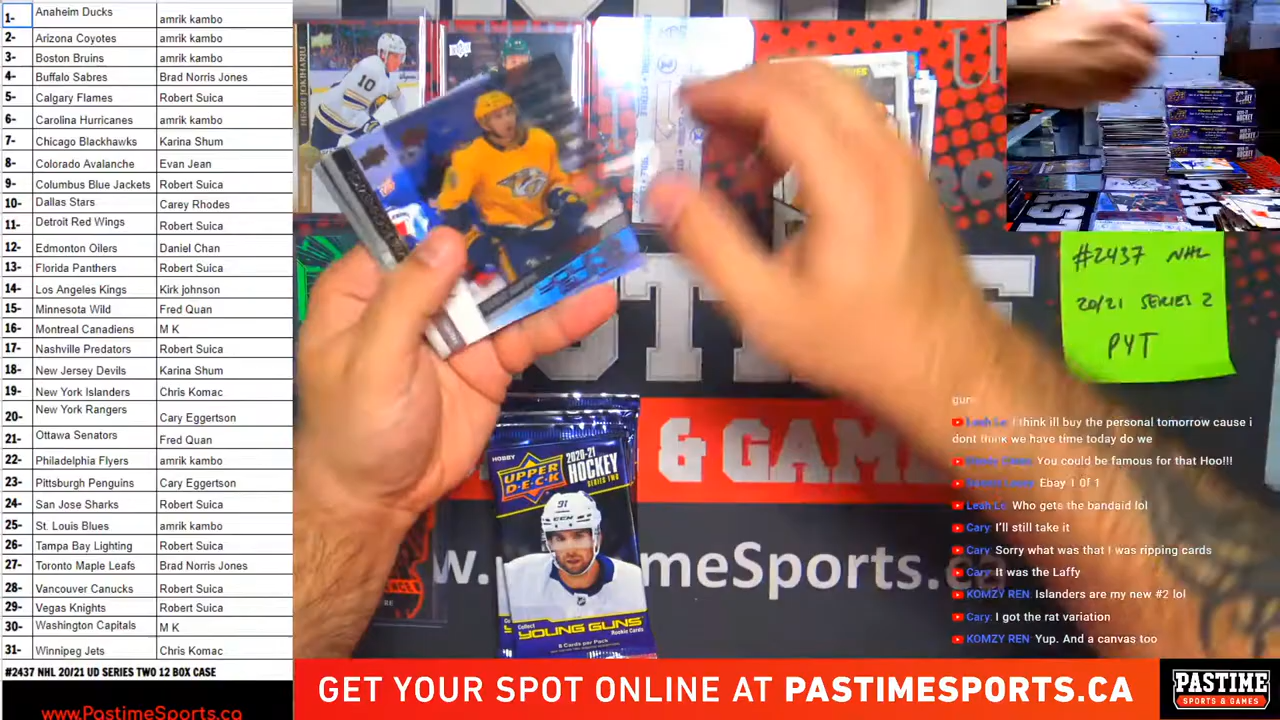 1- Anaheim Ducks amrik kambo
2- Arizona Coyotes amrik kambo
3- Boston Bruins amrik kambo
4- Buffalo Sabres Brad Norris Jones
5- Calgary Flames Robert Suica
6- Carolina Hurricanes amrik kambo
7- Chicago Blackhawks Karina Shum
8- Colorado Avalanche Evan Jean
9- Columbus Blue Jackets Robert Suica
10- Dallas Stars Carey Rhodes
11- Detroit Red Wings Robert Suica
12- Edmonton Oilers Daniel Chan
13- Florida Panthers Robert Suica
14- Los Angeles Kings Kirk johnson
15- Minnesota Wild Fred Quan
16- Montreal Canadiens M K
17- Nashville Predators Robert Suica
18- New Jersey Devils Karina Shum
19- New York Islanders Chris Komac
20- New York Rangers Cary Eggertson
21- Ottawa Senators Fred Quan
22- Philadelphia Flyers amrik kambo
23- Pittsburgh Penguins Cary Eggertson
24- San Jose Sharks Robert Suica
25- St. Louis Blues amrik kambo
26- Tampa Bay Lighting Robert Suica
27- Toronto Maple Leafs Brad Norris Jones
28- Vancouver Canucks Robert Suica
29- Vegas Knights Robert Suica
30- Washington Capitals M K
31- Winnipeg Jets Chris Komac
#2437 NHL 20/21 UD SERIES TWO 12 BOX CASE
www.PastimeSports.ca
10
#2437 NHL
20/21 SERIES 2
PYT
& GAM
w. meSports.ca
HOBBY
UPPER DECK
2020-21
HOCKEY
SERIES TWO
91
Collect
YOUNG GUNS
Rookie Cards
8 Cards per Pack
guns
Leah Le: I think ill buy the personal tomorrow cause i
dont think we have time today do we
You could be famous for that Hoo!!!
Ebay 1 0f 1
Leah Le: Who gets the bandaid lol
Cary: I'll still take it
Cary: Sorry what was that I was ripping cards
Cary: It was the Laffy
KOMZY REN: Islanders are my new #2 lol
Cary: I got the rat variation
KOMZY REN: Yup. And a canvas too
GET YOUR SPOT ONLINE AT PASTIMESPORTS.CA
PASTIME
SPORTS & GAMES